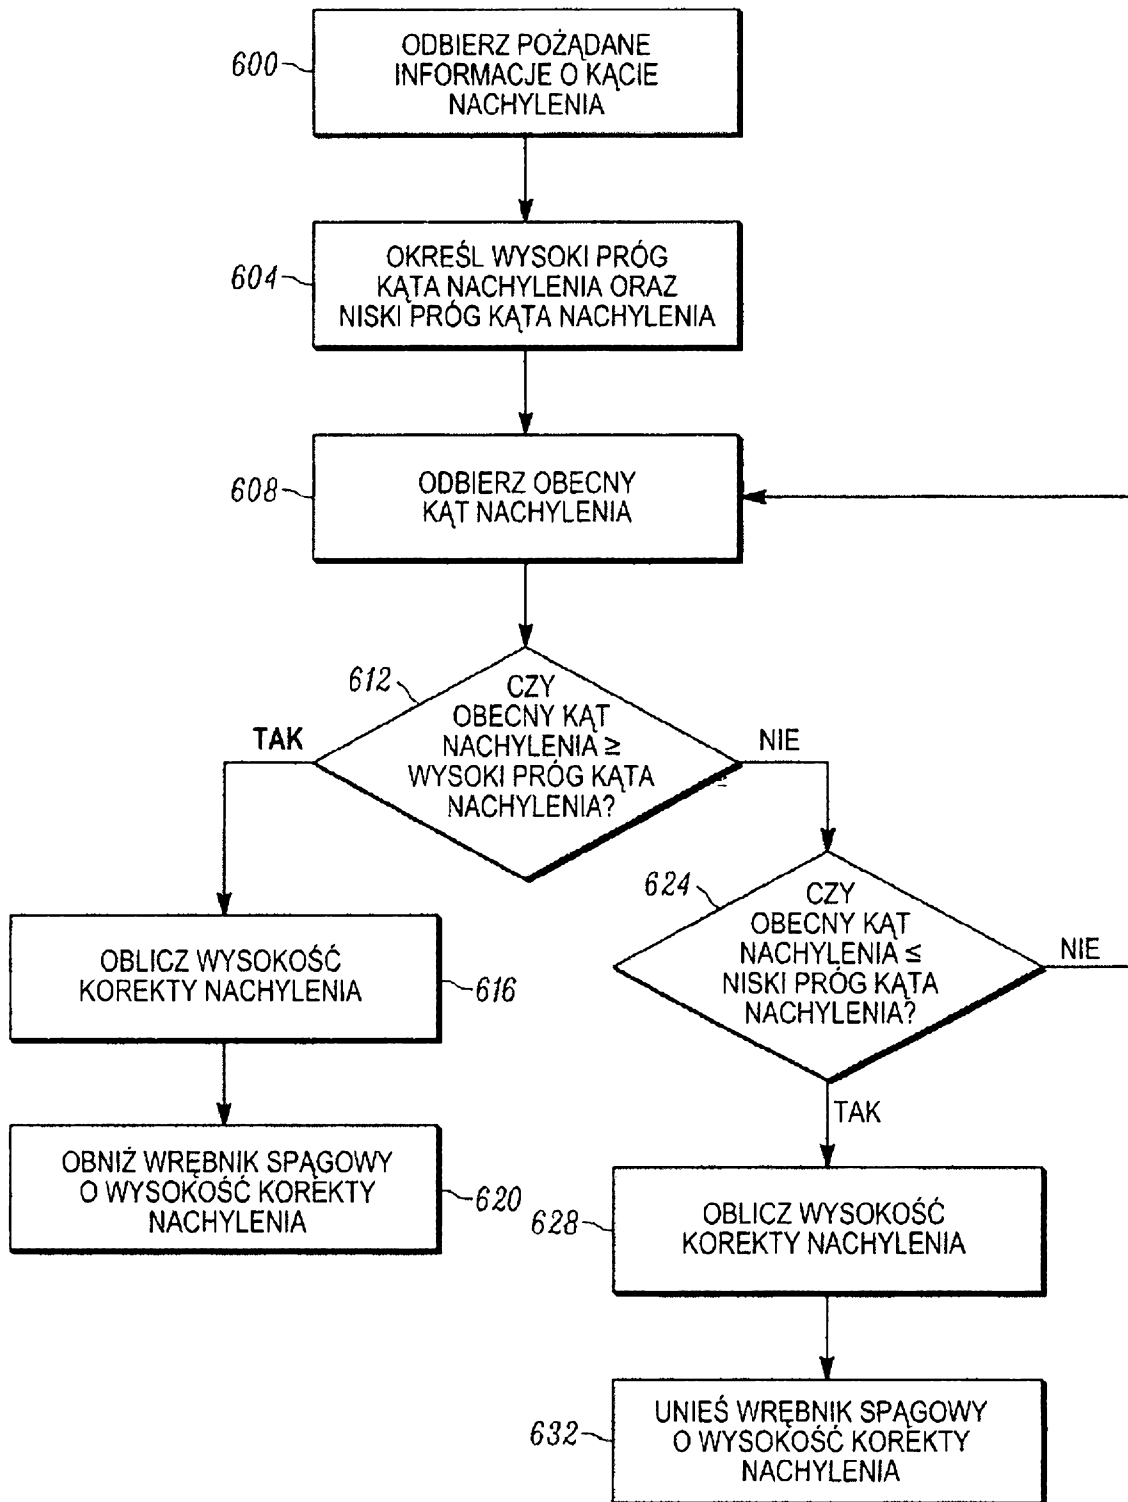 600
ODBIERZ POŻĄDANE
INFORMACJE O KĄCIE
NACHYLENIA
604
OKREŚL WYSOKI PRÓG
KĄTA NACHYLENIA ORAZ
NISKI PRÓG KĄTA NACHYLENIA
608
ODBIERZ OBECNY
KĄT NACHYLENIA
612
CZY
OBECNY KĄT
NACHYLENIA ≥
WYSOKI PRÓG KĄTA
NACHYLENIA?
TAK
NIE
OBLICZ WYSOKOŚĆ
KOREKTY NACHYLENIA
616
OBNIŻ WRĘBNIK SPĄGOWY
O WYSOKOŚĆ KOREKTY
NACHYLENIA
620
624
CZY
OBECNY KĄT
NACHYLENIA ≤
NISKI PRÓG KĄTA
NACHYLENIA?
NIE
TAK
628
OBLICZ WYSOKOŚĆ
KOREKTY NACHYLENIA
632
UNIEŚ WRĘBNIK SPĄGOWY
O WYSOKOŚĆ KOREKTY
NACHYLENIA